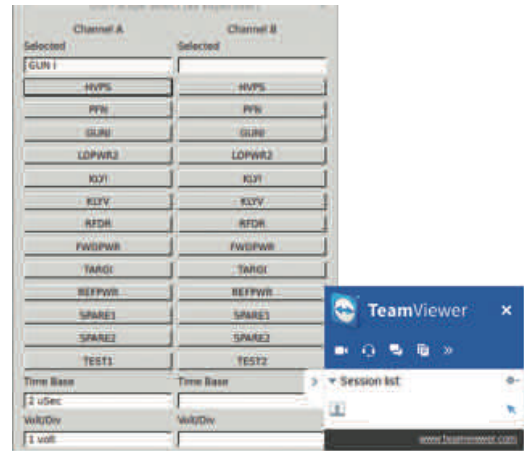 Channel A Channel B
Selected Selected
GUN I
HVPS HVPS
PFN PFN
GUNI GUNI
LOPWR2 LOPWR2
KLYI KLYI
KLYV KLYV
RFDR RFDR
FWDPWR FWDPWR
TARGI TARGI
REFPWR REFPWR
SPARE1 SPARE1
SPARE2 SPARE2
TEST1 TEST2
Time Base Time Base
2 uSec
Volt/Div Volt/Div
1 volt
TeamViewer
Session list
www.teamviewer.com